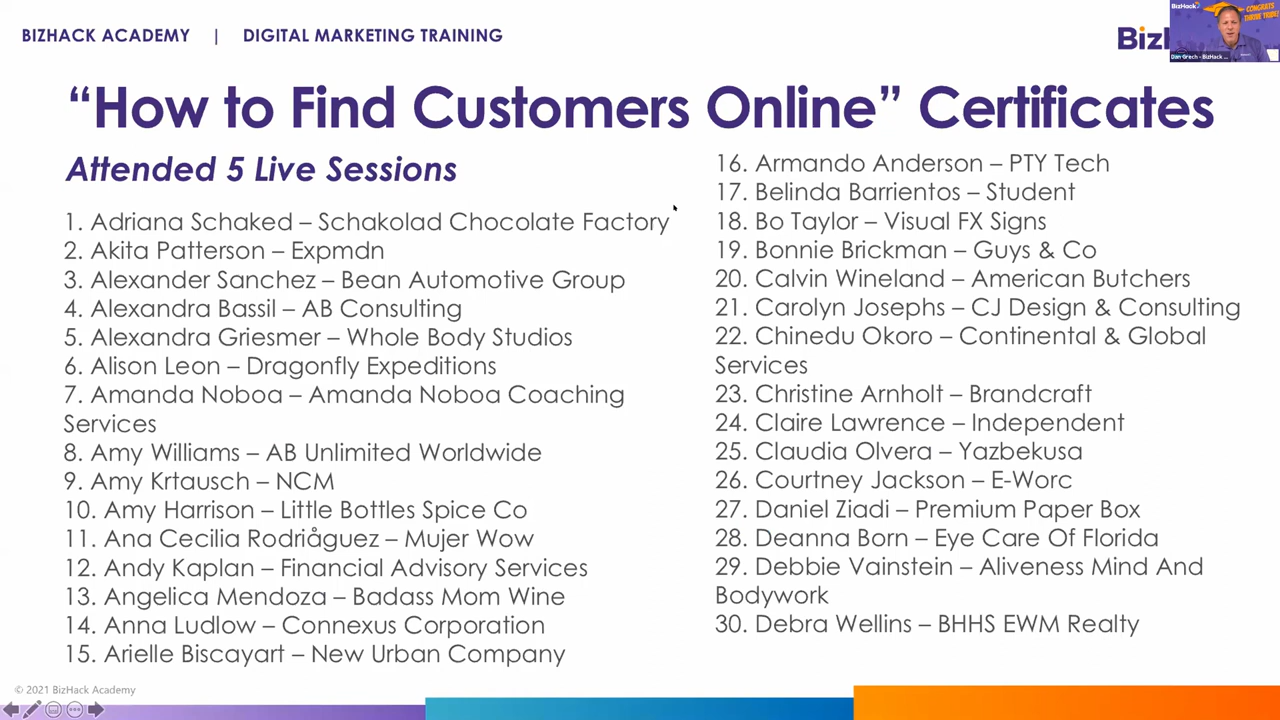 BIZHACK ACADEMY | DIGITAL MARKETING TRAINING
BizHack
CONGRATS
THRIVE TRIBE!
Dan Grech - BizHack ...
"How to Find Customers Online" Certificates
Attended 5 Live Sessions
1. Adriana Schaked – Schakolad Chocolate Factory
2. Akita Patterson – Expmdn
3. Alexander Sanchez – Bean Automotive Group
4. Alexandra Bassil – AB Consulting
5. Alexandra Griesmer – Whole Body Studios
6. Alison Leon – Dragonfly Expeditions
7. Amanda Noboa – Amanda Noboa Coaching
Services
8. Amy Williams – AB Unlimited Worldwide
9. Amy Krtausch – NCM
10. Amy Harrison – Little Bottles Spice Co
11. Ana Cecilia Rodriåguez – Mujer Wow
12. Andy Kaplan – Financial Advisory Services
13. Angelica Mendoza – Badass Mom Wine
14. Anna Ludlow – Connexus Corporation
15. Arielle Biscayart – New Urban Company
16. Armando Anderson – PTY Tech
17. Belinda Barrientos – Student
18. Bo Taylor – Visual FX Signs
19. Bonnie Brickman – Guys & Co
20. Calvin Wineland – American Butchers
21. Carolyn Josephs – CJ Design & Consulting
22. Chinedu Okoro – Continental & Global
Services
23. Christine Arnholt – Brandcraft
24. Claire Lawrence – Independent
25. Claudia Olvera – Yazbekusa
26. Courtney Jackson – E-Worc
27. Daniel Ziadi – Premium Paper Box
28. Deanna Born – Eye Care Of Florida
29. Debbie Vainstein – Aliveness Mind And
Bodywork
30. Debra Wellins – BHHS EWM Realty
© 2021 BizHack Academy